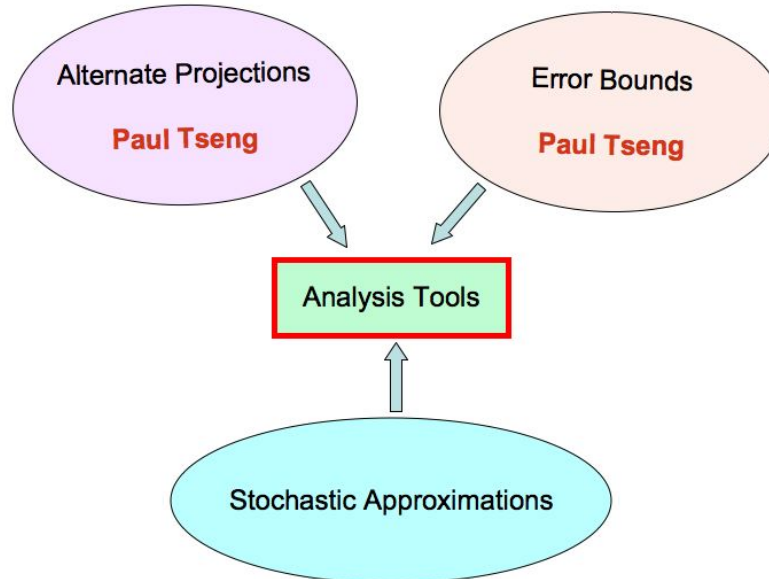 Alternate Projections
Paul Tseng
Error Bounds
Paul Tseng
Analysis Tools
Stochastic Approximations